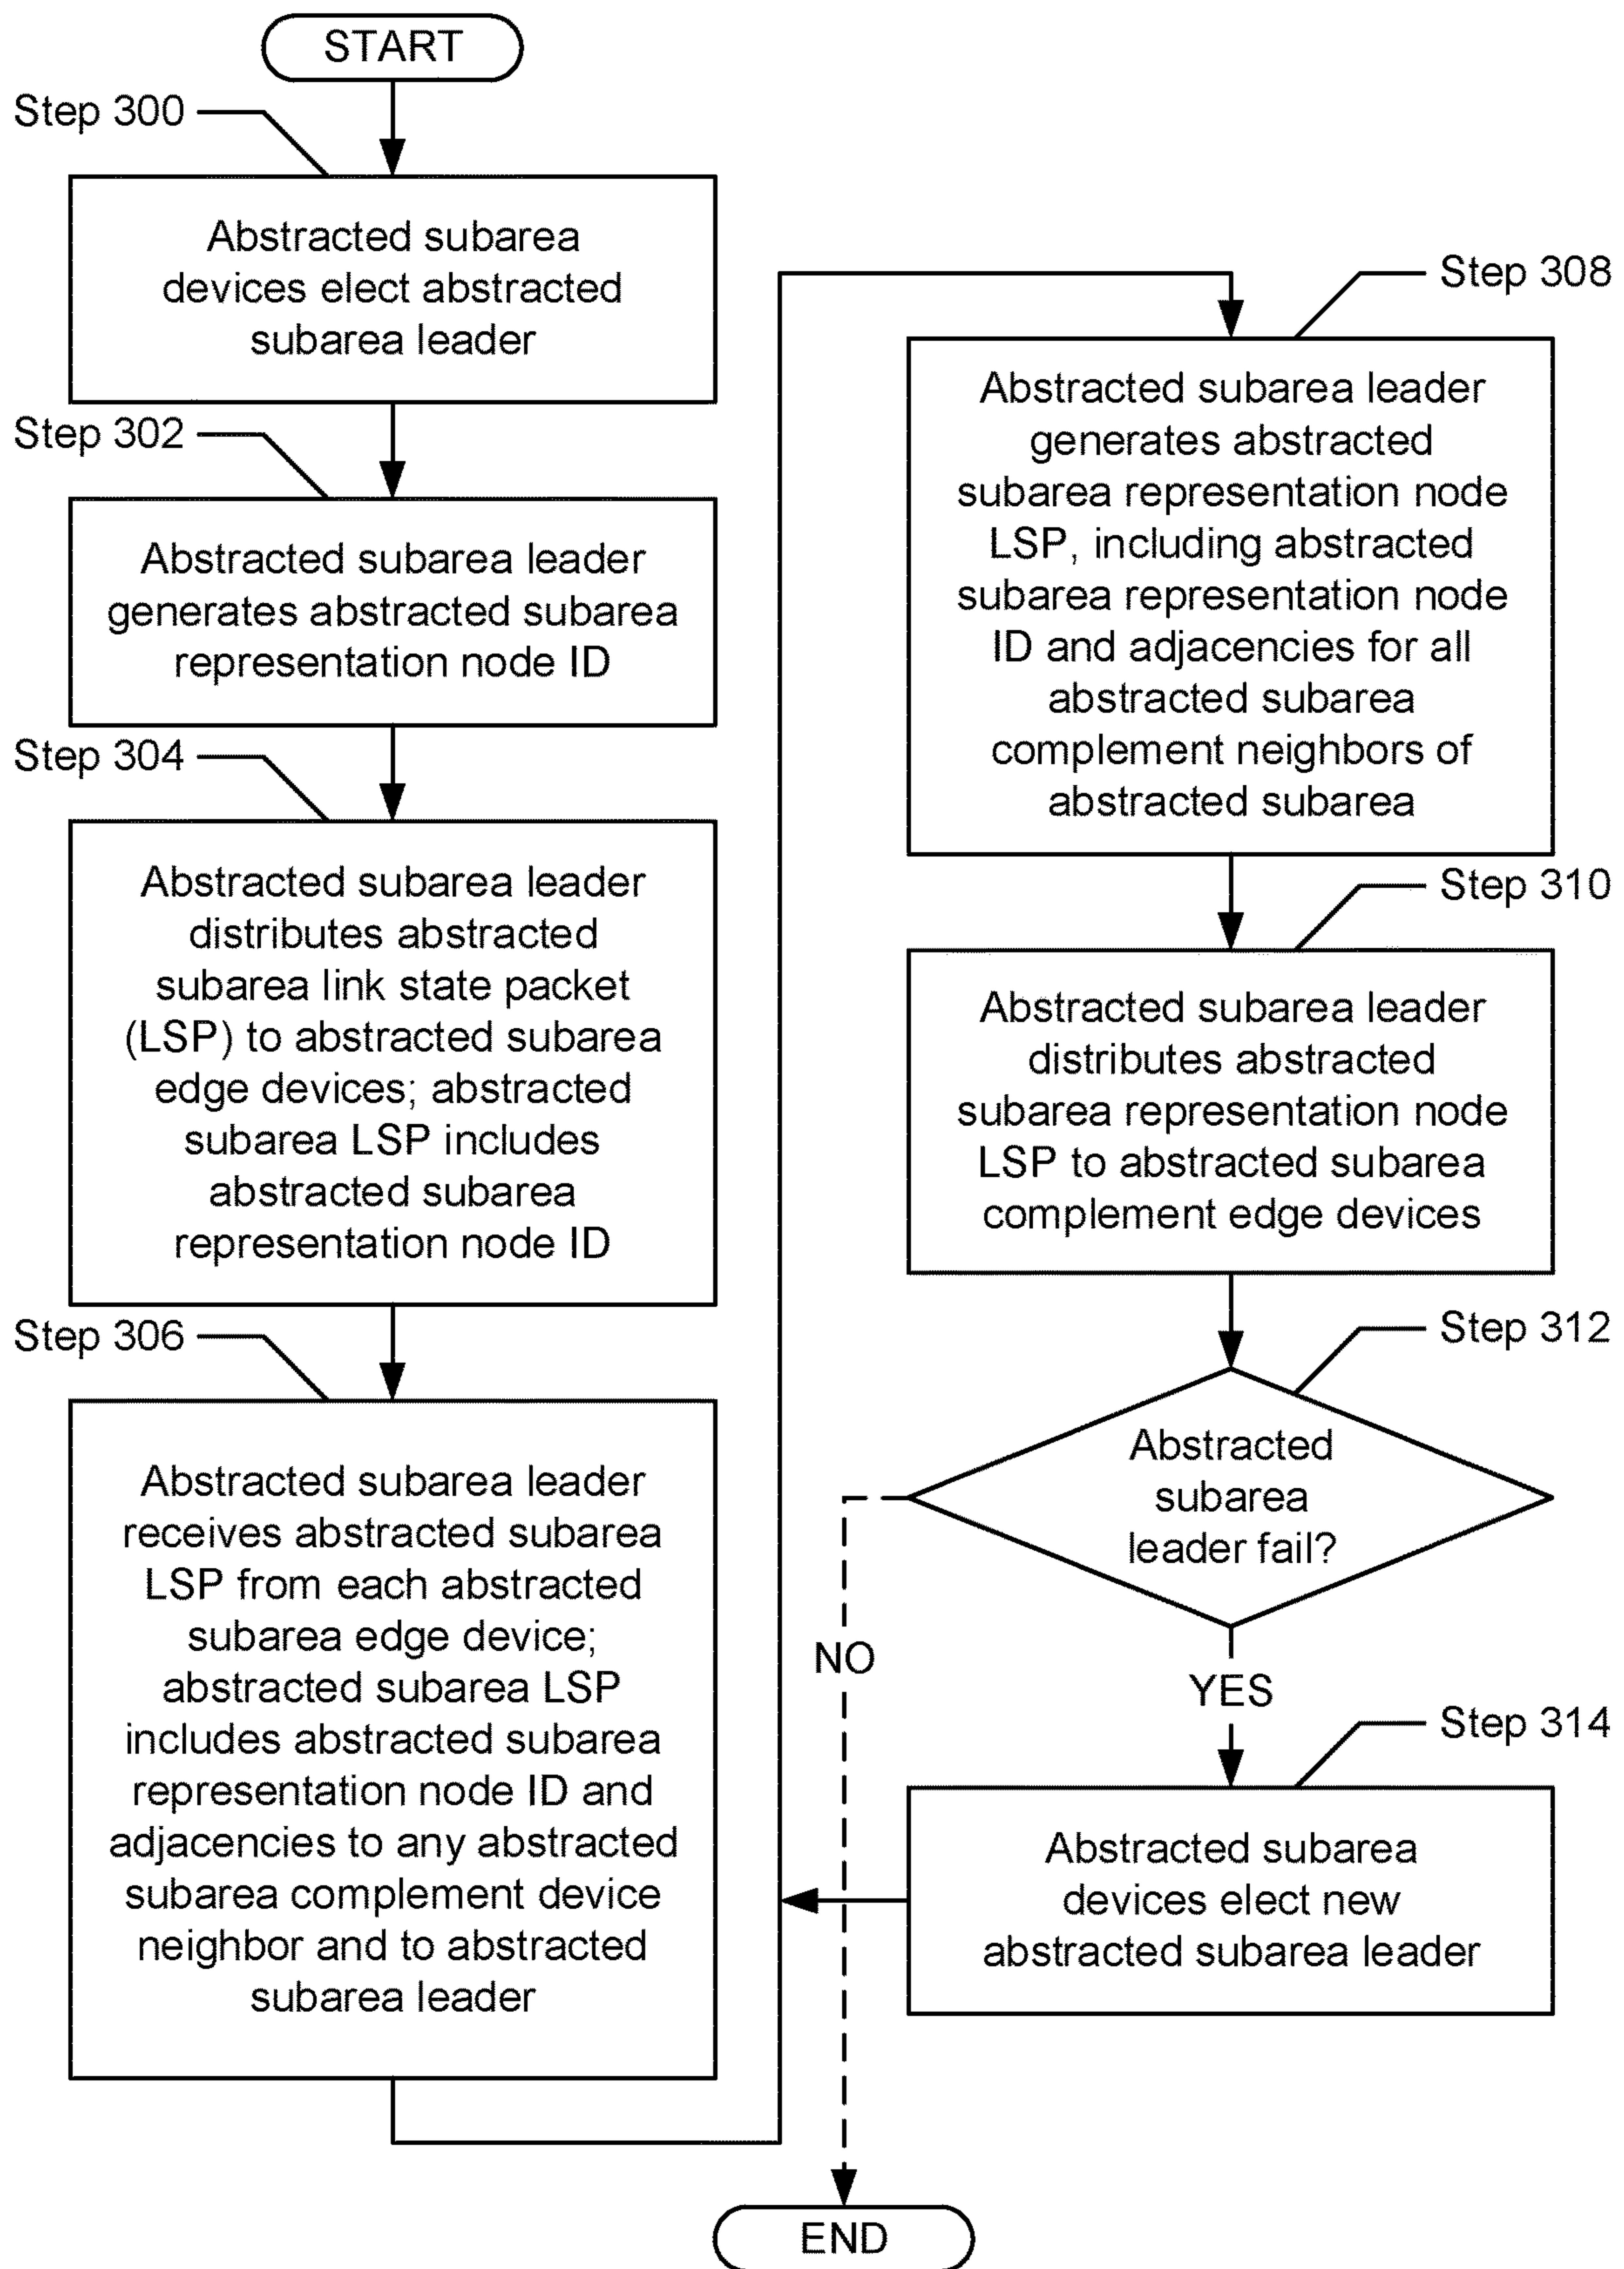 START
Step 300
Abstracted subarea
devices elect abstracted
subarea leader
Step 302
Abstracted subarea leader
generates abstracted subarea
representation node ID
Step 304
Abstracted subarea leader
distributes abstracted
subarea link state packet
(LSP) to abstracted subarea
edge devices; abstracted
subarea LSP includes
abstracted subarea
representation node ID
Step 306
Abstracted subarea leader
receives abstracted subarea
LSP from each abstracted
subarea edge device;
abstracted subarea LSP
includes abstracted subarea
representation node ID and
adjacencies to any abstracted
subarea complement device
neighbor and to abstracted
subarea leader
Step 308
Abstracted subarea leader
generates abstracted
subarea representation node
LSP, including abstracted
subarea representation node
ID and adjacencies for all
abstracted subarea
complement neighbors of
abstracted subarea
Step 310
Abstracted subarea leader
distributes abstracted
subarea representation node
LSP to abstracted subarea
complement edge devices
Step 312
Abstracted
subarea
leader fail?
NO
YES
Step 314
Abstracted subarea
devices elect new
abstracted subarea leader
END